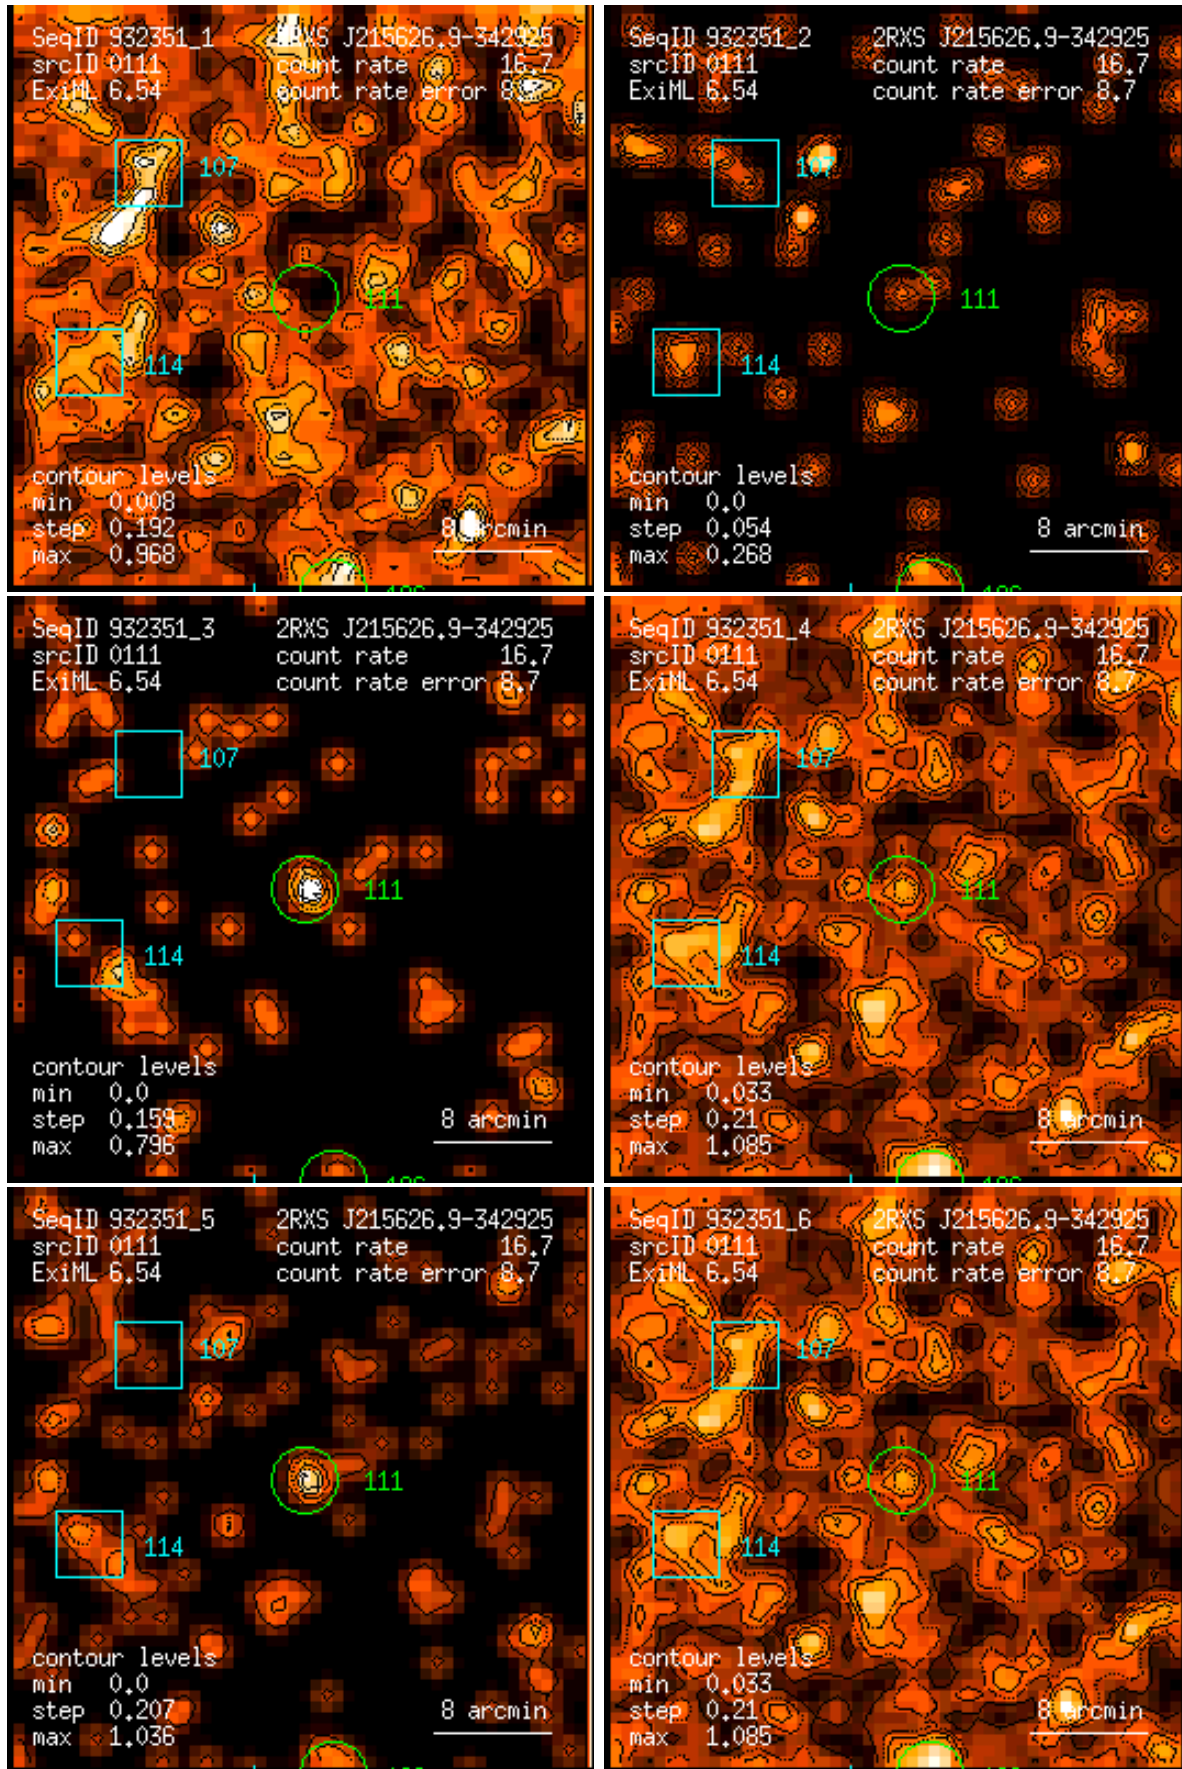 SeqID 932351_1 2RXS J215626.9-342925
srcID 0111 count rate 16.7
ExiML 6.54 count rate error 8.7
107
111
114
contour levels
min 0.008
step 0.192
max 0.968
8 arcmin
SeqID 932351_2 2RXS J215626.9-342925
srcID 0111 count rate 16.7
ExiML 6.54 count rate error 8.7
107
111
114
contour levels
min 0.0
step 0.054
max 0.268
8 arcmin
SeqID 932351_3 2RXS J215626.9-342925
srcID 0111 count rate 16.7
ExiML 6.54 count rate error 8.7
107
111
114
contour levels
min 0.0
step 0.159
max 0.796
8 arcmin
SeqID 932351_4 2RXS J215626.9-342925
srcID 0111 count rate 16.7
ExiML 6.54 count rate error 8.7
107
111
114
contour levels
min 0.033
step 0.21
max 1.085
8 arcmin
SeqID 932351_5 2RXS J215626.9-342925
srcID 0111 count rate 16.7
ExiML 6.54 count rate error 8.7
107
111
114
contour levels
min 0.0
step 0.207
max 1.036
8 arcmin
SeqID 932351_6 2RXS J215626.9-342925
srcID 0111 count rate 16.7
ExiML 6.54 count rate error 8.7
107
111
114
contour levels
min 0.033
step 0.21
max 1.085
8 arcmin